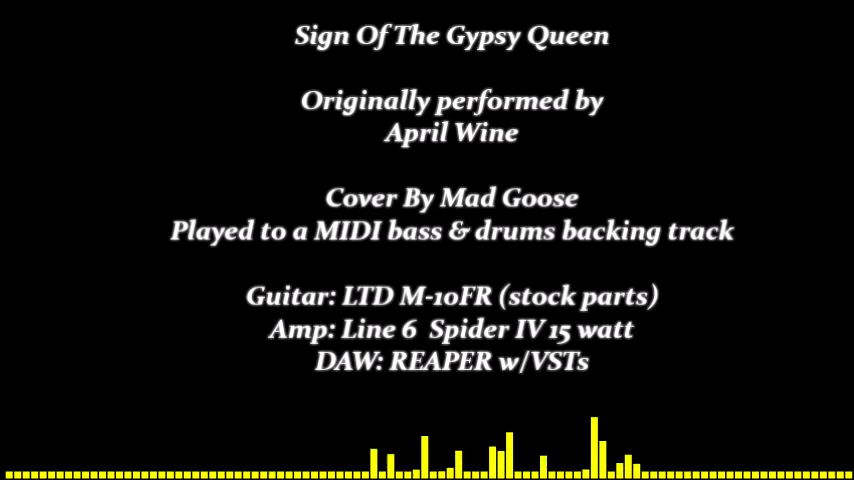 Sign Of The Gypsy Queen
Originally performed by
April Wine
Cover By Mad Goose
Played to a MIDI bass & drums backing track
Guitar: LTD M-10FR (stock parts)
Amp: Line 6 Spider IV 15 watt
DAW: REAPER w/VSTs